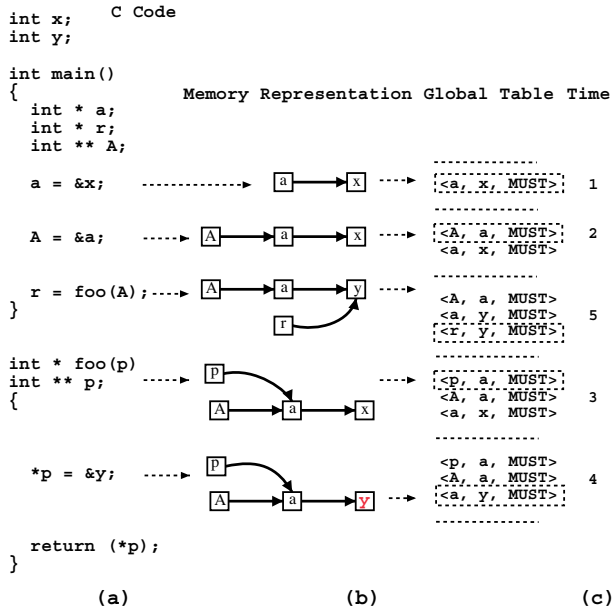 C Code
int x;
int y;
int main()
{ Memory Representation Global Table Time
int * a;
int * r;
int ** A;
a = &x; a x <a, x, MUST> 1
A = &a; A a x <A, a, MUST> 2
<a, x, MUST>
r = foo(A); A a y <A, a, MUST>
} <a, y, MUST> 5
r <r, y, MUST>
int * foo(p)
int ** p; p <p, a, MUST>
{ <A, a, MUST> 3
A a x <a, x, MUST>
p <p, a, MUST>
*p = &y; <A, a, MUST> 4
A a y <a, y, MUST>
return (*p);
}
(a) (b) (c)